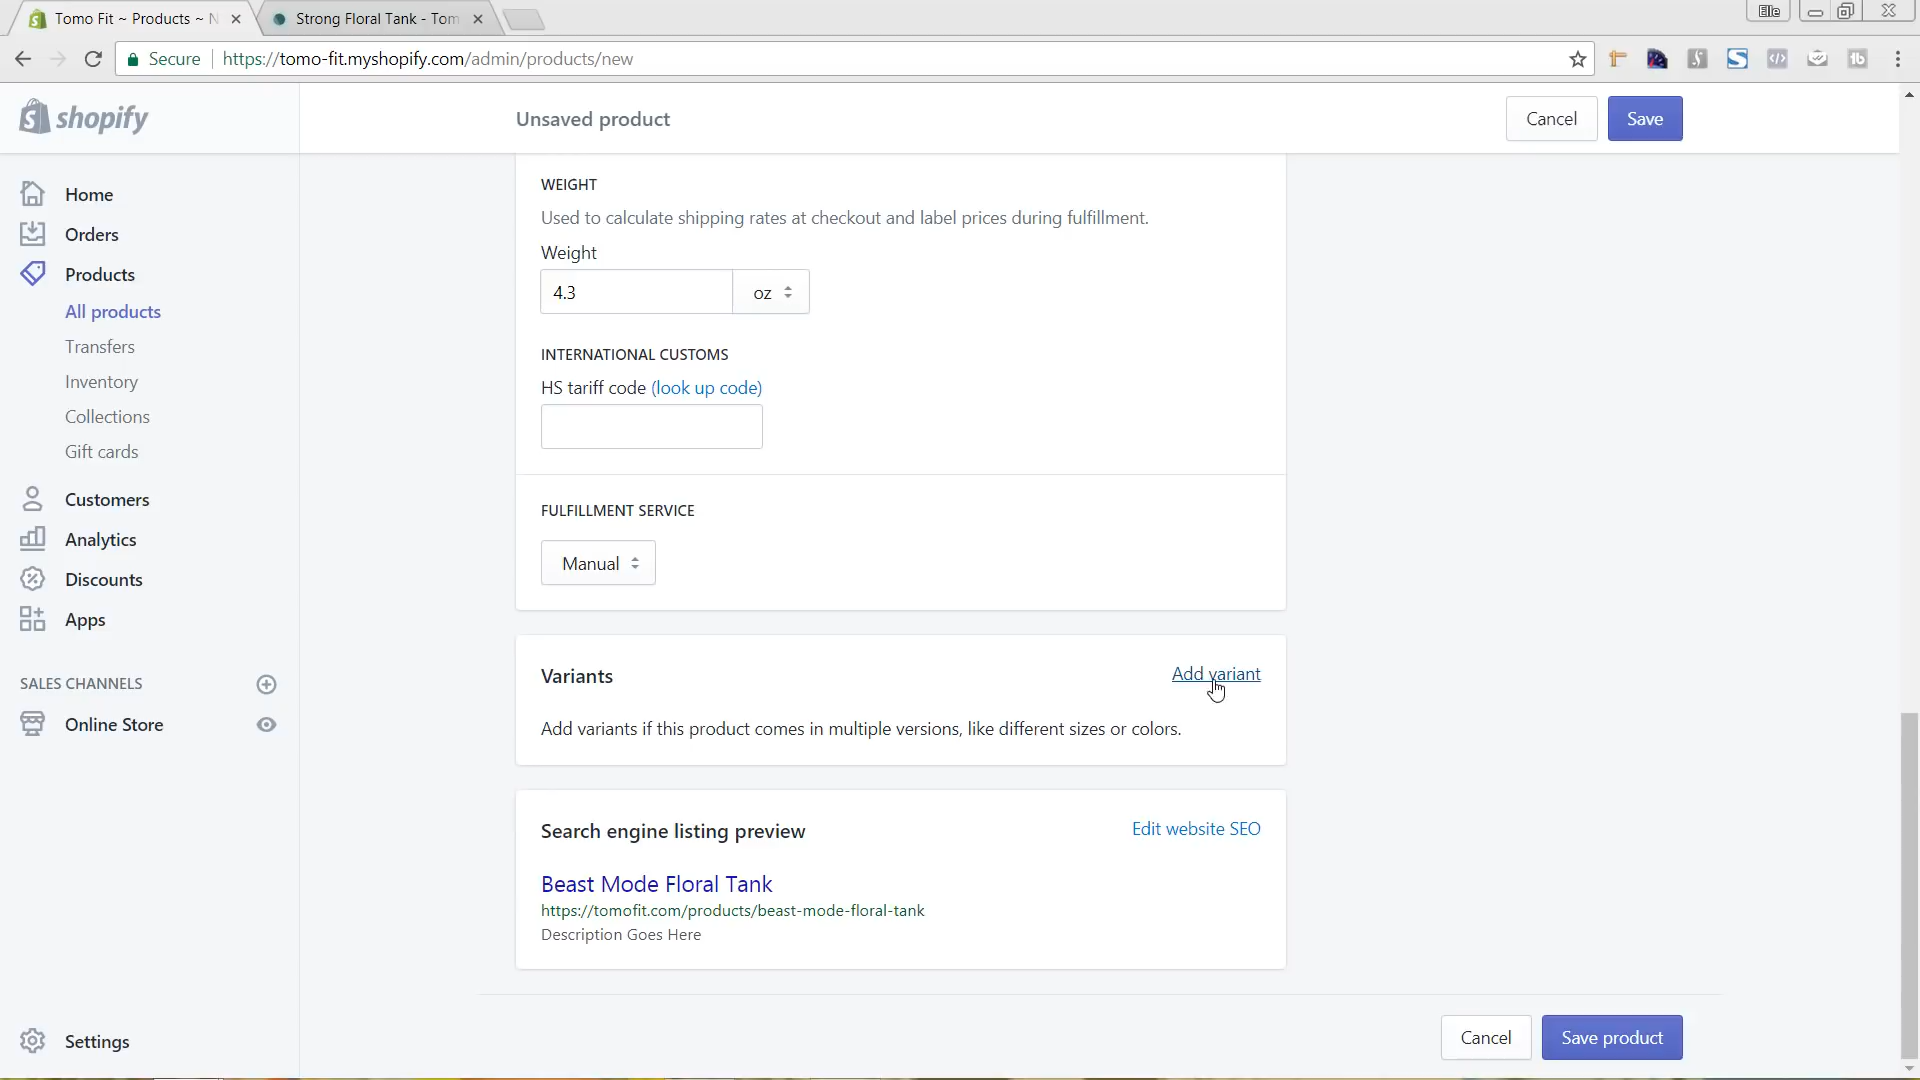 Tomo Fit ~ Products ~ N
Strong Floral Tank - Tom
Elle
Secure
https://tomo-fit.myshopify.com/admin/products/new
shopify
Unsaved product
Cancel
Save
Home
Orders
Products
All products
Transfers
Inventory
Collections
Gift cards
Customers
Analytics
Discounts
Apps
SALES CHANNELS
Online Store
Settings
WEIGHT
Used to calculate shipping rates at checkout and label prices during fulfillment.
Weight
4.3
oz
INTERNATIONAL CUSTOMS
HS tariff code (look up code)
FULFILLMENT SERVICE
Manual
Variants
Add variant
Add variants if this product comes in multiple versions, like different sizes or colors.
Search engine listing preview
Edit website SEO
Beast Mode Floral Tank
https://tomofit.com/products/beast-mode-floral-tank
Description Goes Here
Cancel
Save product